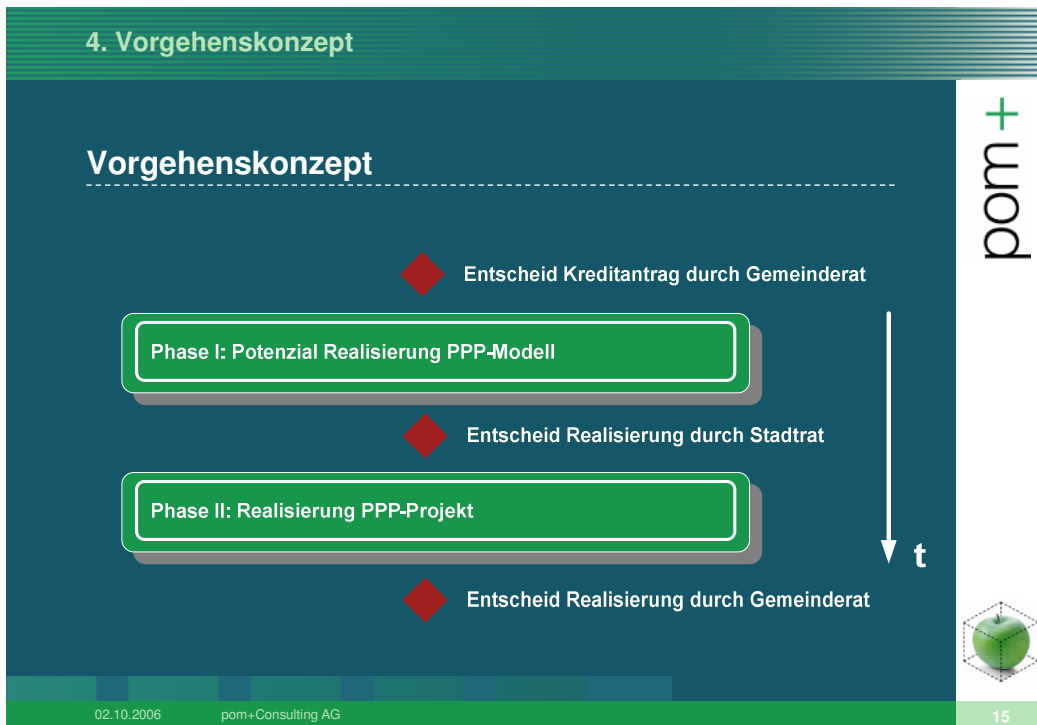 4. Vorgehenskonzept
Vorgehenskonzept
pom+
Entscheid Kreditantrag durch Gemeinderat
Phase I: Potenzial Realisierung PPP-Modell
Entscheid Realisierung durch Stadtrat
Phase II: Realisierung PPP-Projekt
t
Entscheid Realisierung durch Gemeinderat
02.10.2006 pom+Consulting AG 15